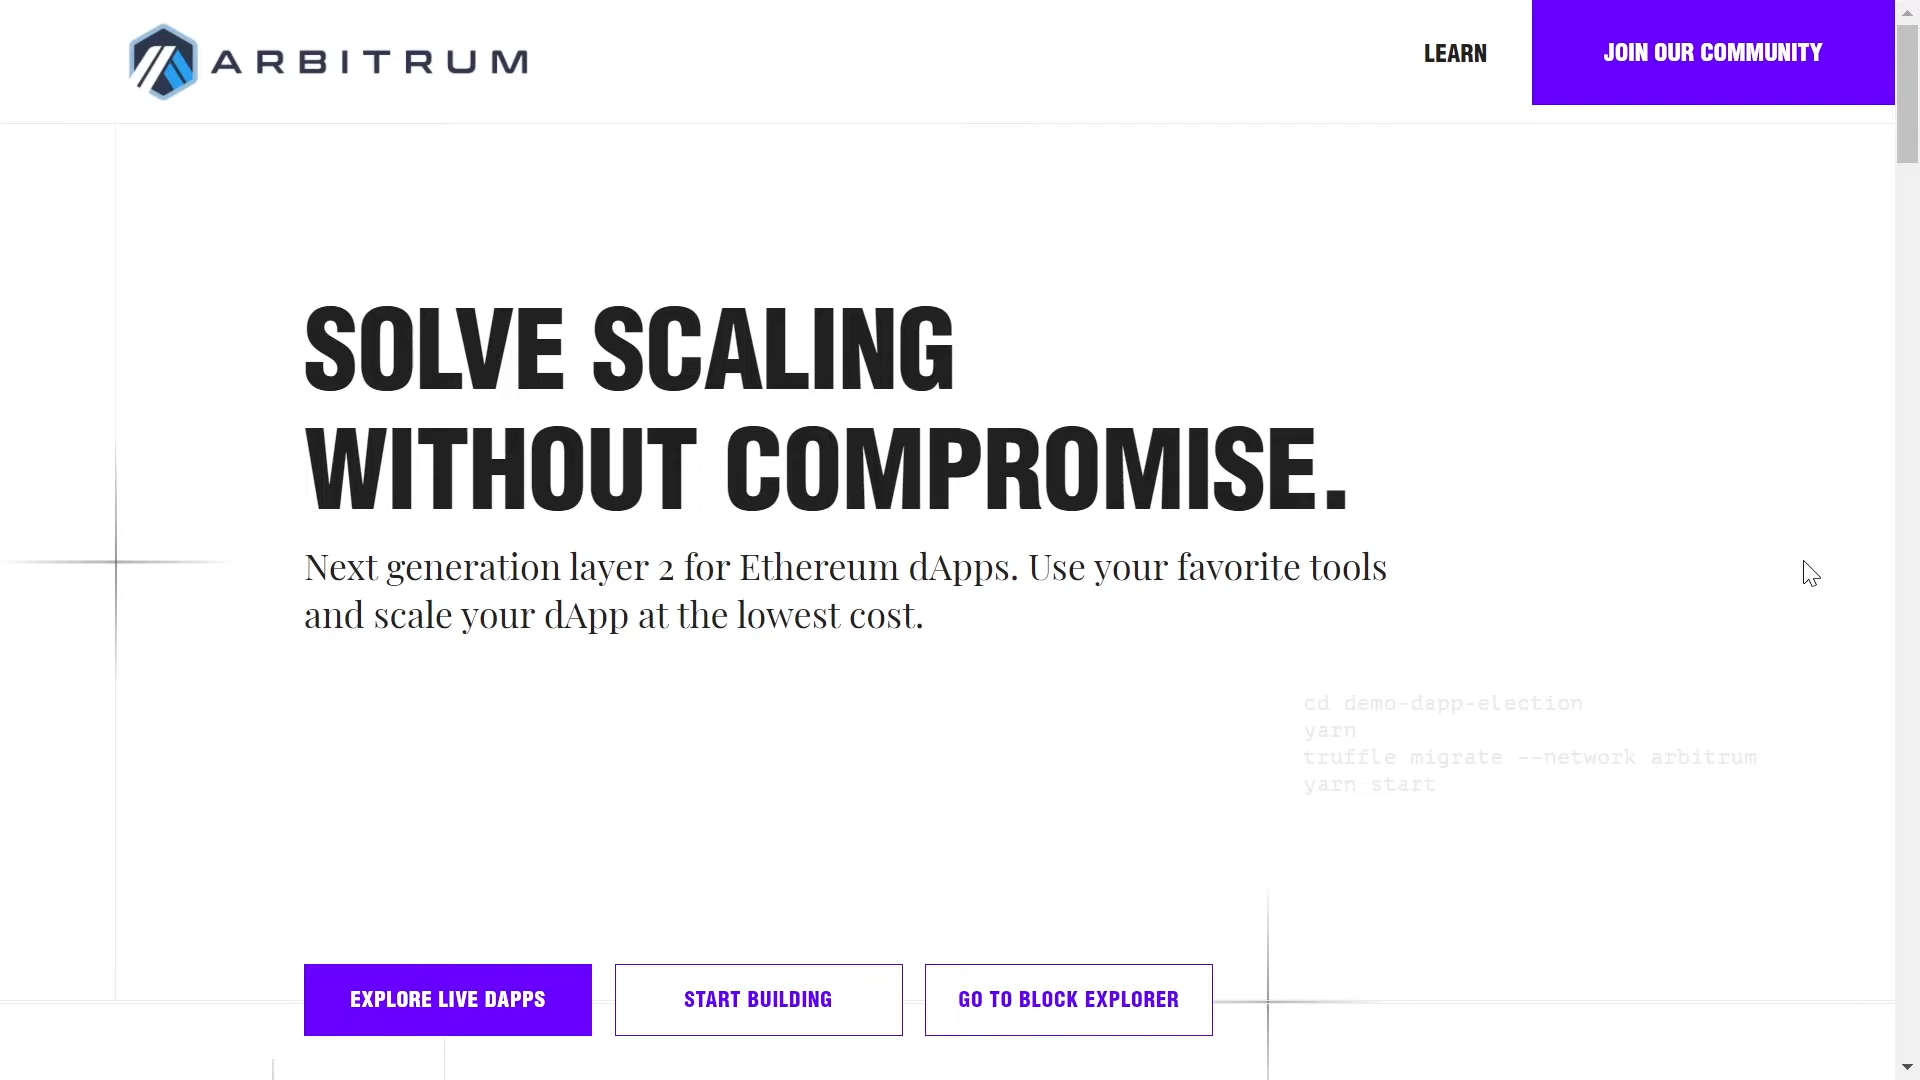 ARBITRUM
LEARN
JOIN OUR COMMUNITY
SOLVE SCALING
WITHOUT COMPROMISE.
Next generation layer 2 for Ethereum dApps. Use your favorite tools
and scale your dApp at the lowest cost.
cd demo-dapp-election
yarn
truffle migrate --network arbitrum
yarn start
EXPLORE LIVE DAPPS
START BUILDING
GO TO BLOCK EXPLORER